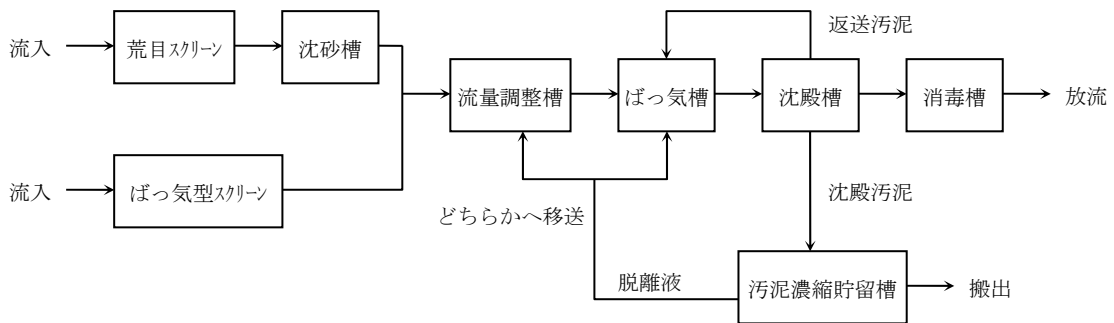 返送汚泥
流入
荒目スクリーン
沈砂槽
流量調整槽
ばっ気槽
沈殿槽
消毒槽
放流
流入
ばっ気型スクリーン
沈殿汚泥
どちらかへ移送
脱離液
汚泥濃縮貯留槽
搬出